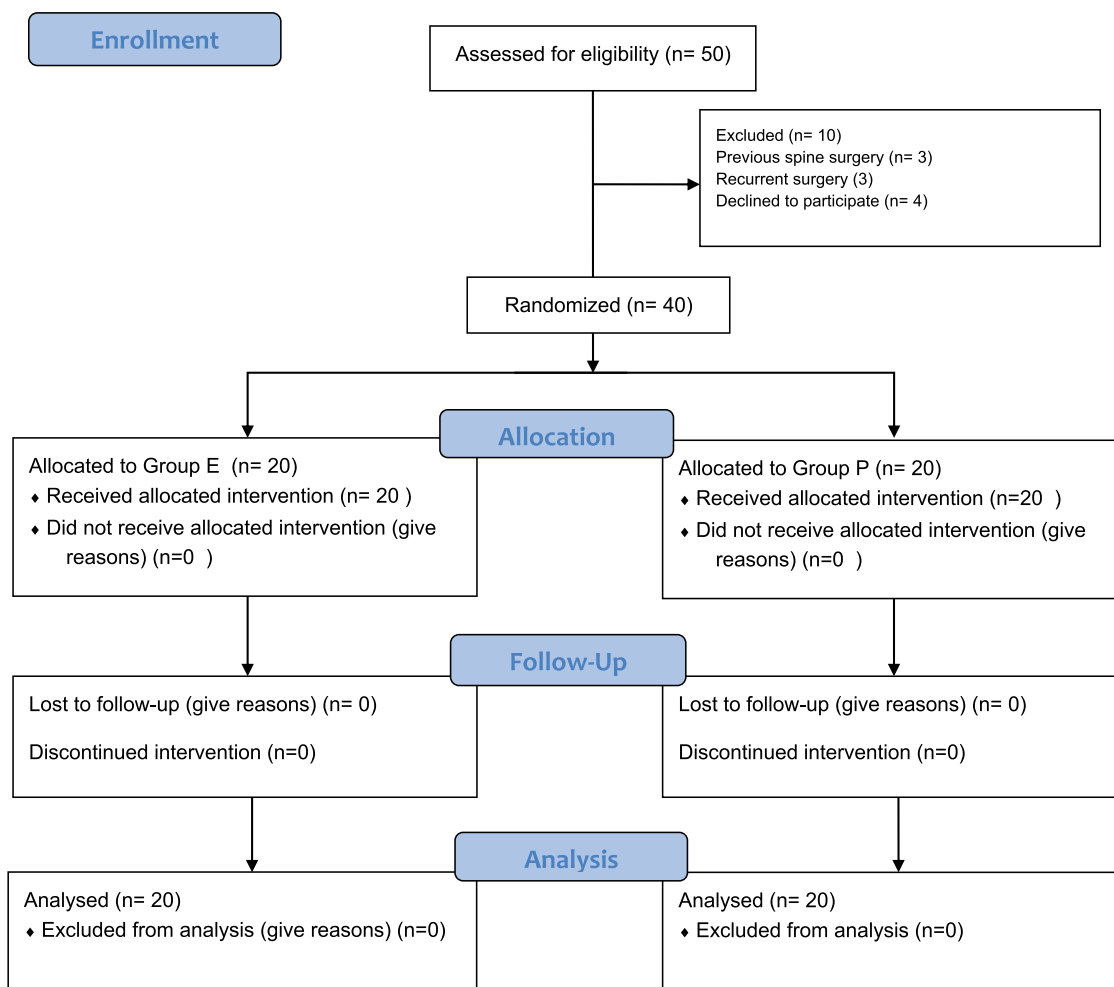 Enrollment
Assessed for eligibility (n= 50)
Excluded (n= 10)
Previous spine surgery (n= 3)
Recurrent surgery (3)
Declined to participate (n= 4)
Randomized (n= 40)
Allocation
Allocated to Group E  (n= 20)
♦ Received allocated intervention (n= 20 )
♦ Did not receive allocated intervention (give
reasons) (n=0  )
Allocated to Group P (n= 20)
♦ Received allocated intervention (n=20  )
♦ Did not receive allocated intervention (give
reasons) (n=0  )
Follow-Up
Lost to follow-up (give reasons) (n= 0)
Discontinued intervention (n=0)
Lost to follow-up (give reasons) (n= 0)
Discontinued intervention (n=0)
Analysis
Analysed (n= 20)
♦ Excluded from analysis (give reasons) (n=0)
Analysed (n= 20)
♦ Excluded from analysis (n=0)